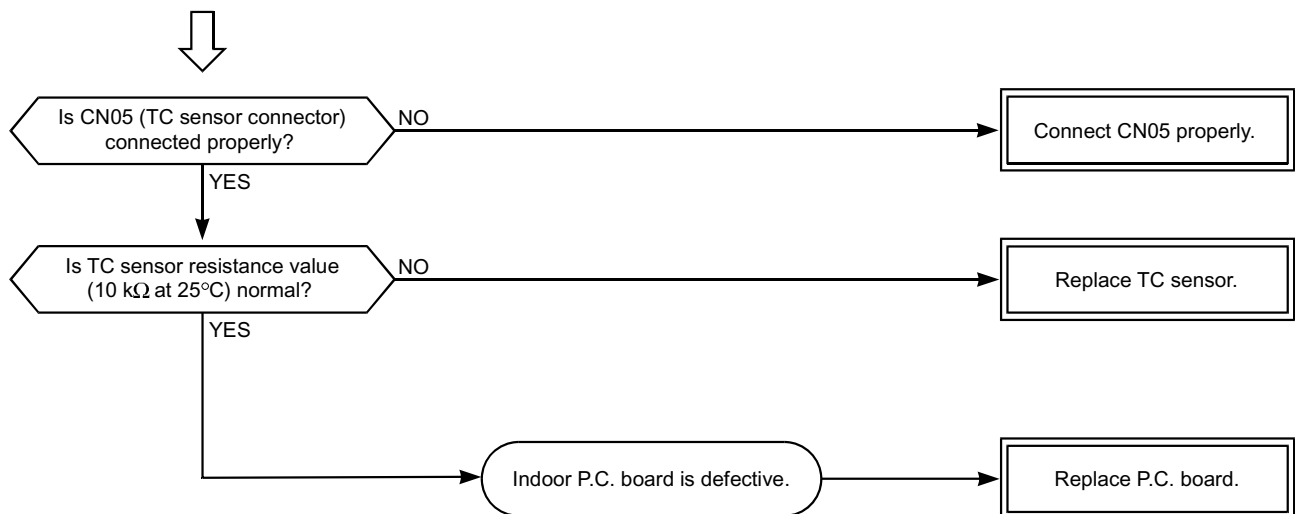 Is CN05 (TC sensor connector)
connected properly?
NO
Connect CN05 properly.
YES
Is TC sensor resistance value
(10 kΩ at 25°C) normal?
NO
Replace TC sensor.
YES
Indoor P.C. board is defective.
Replace P.C. board.